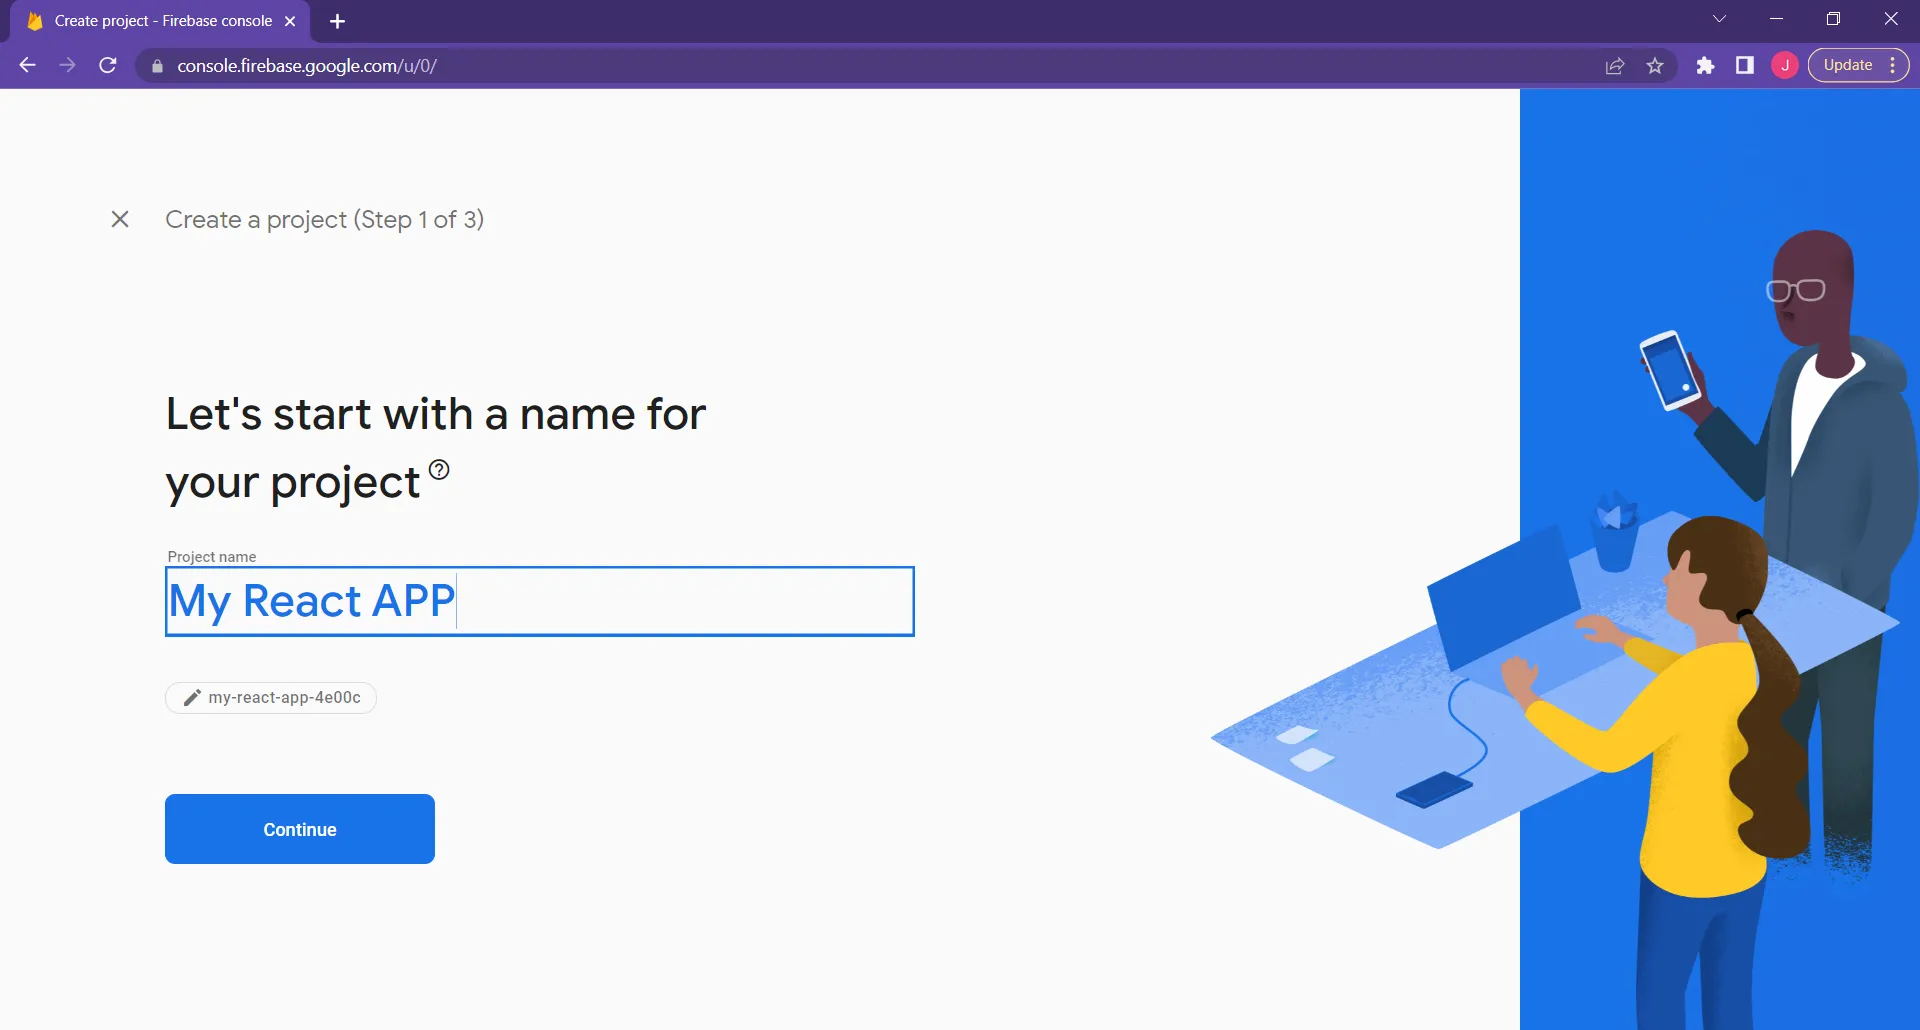 Create project - Firebase console
console.firebase.google.com/u/0/
J
Update
Create a project (Step 1 of 3)
Let's start with a name for
your project
Project name
My React APP
my-react-app-4e00c
Continue